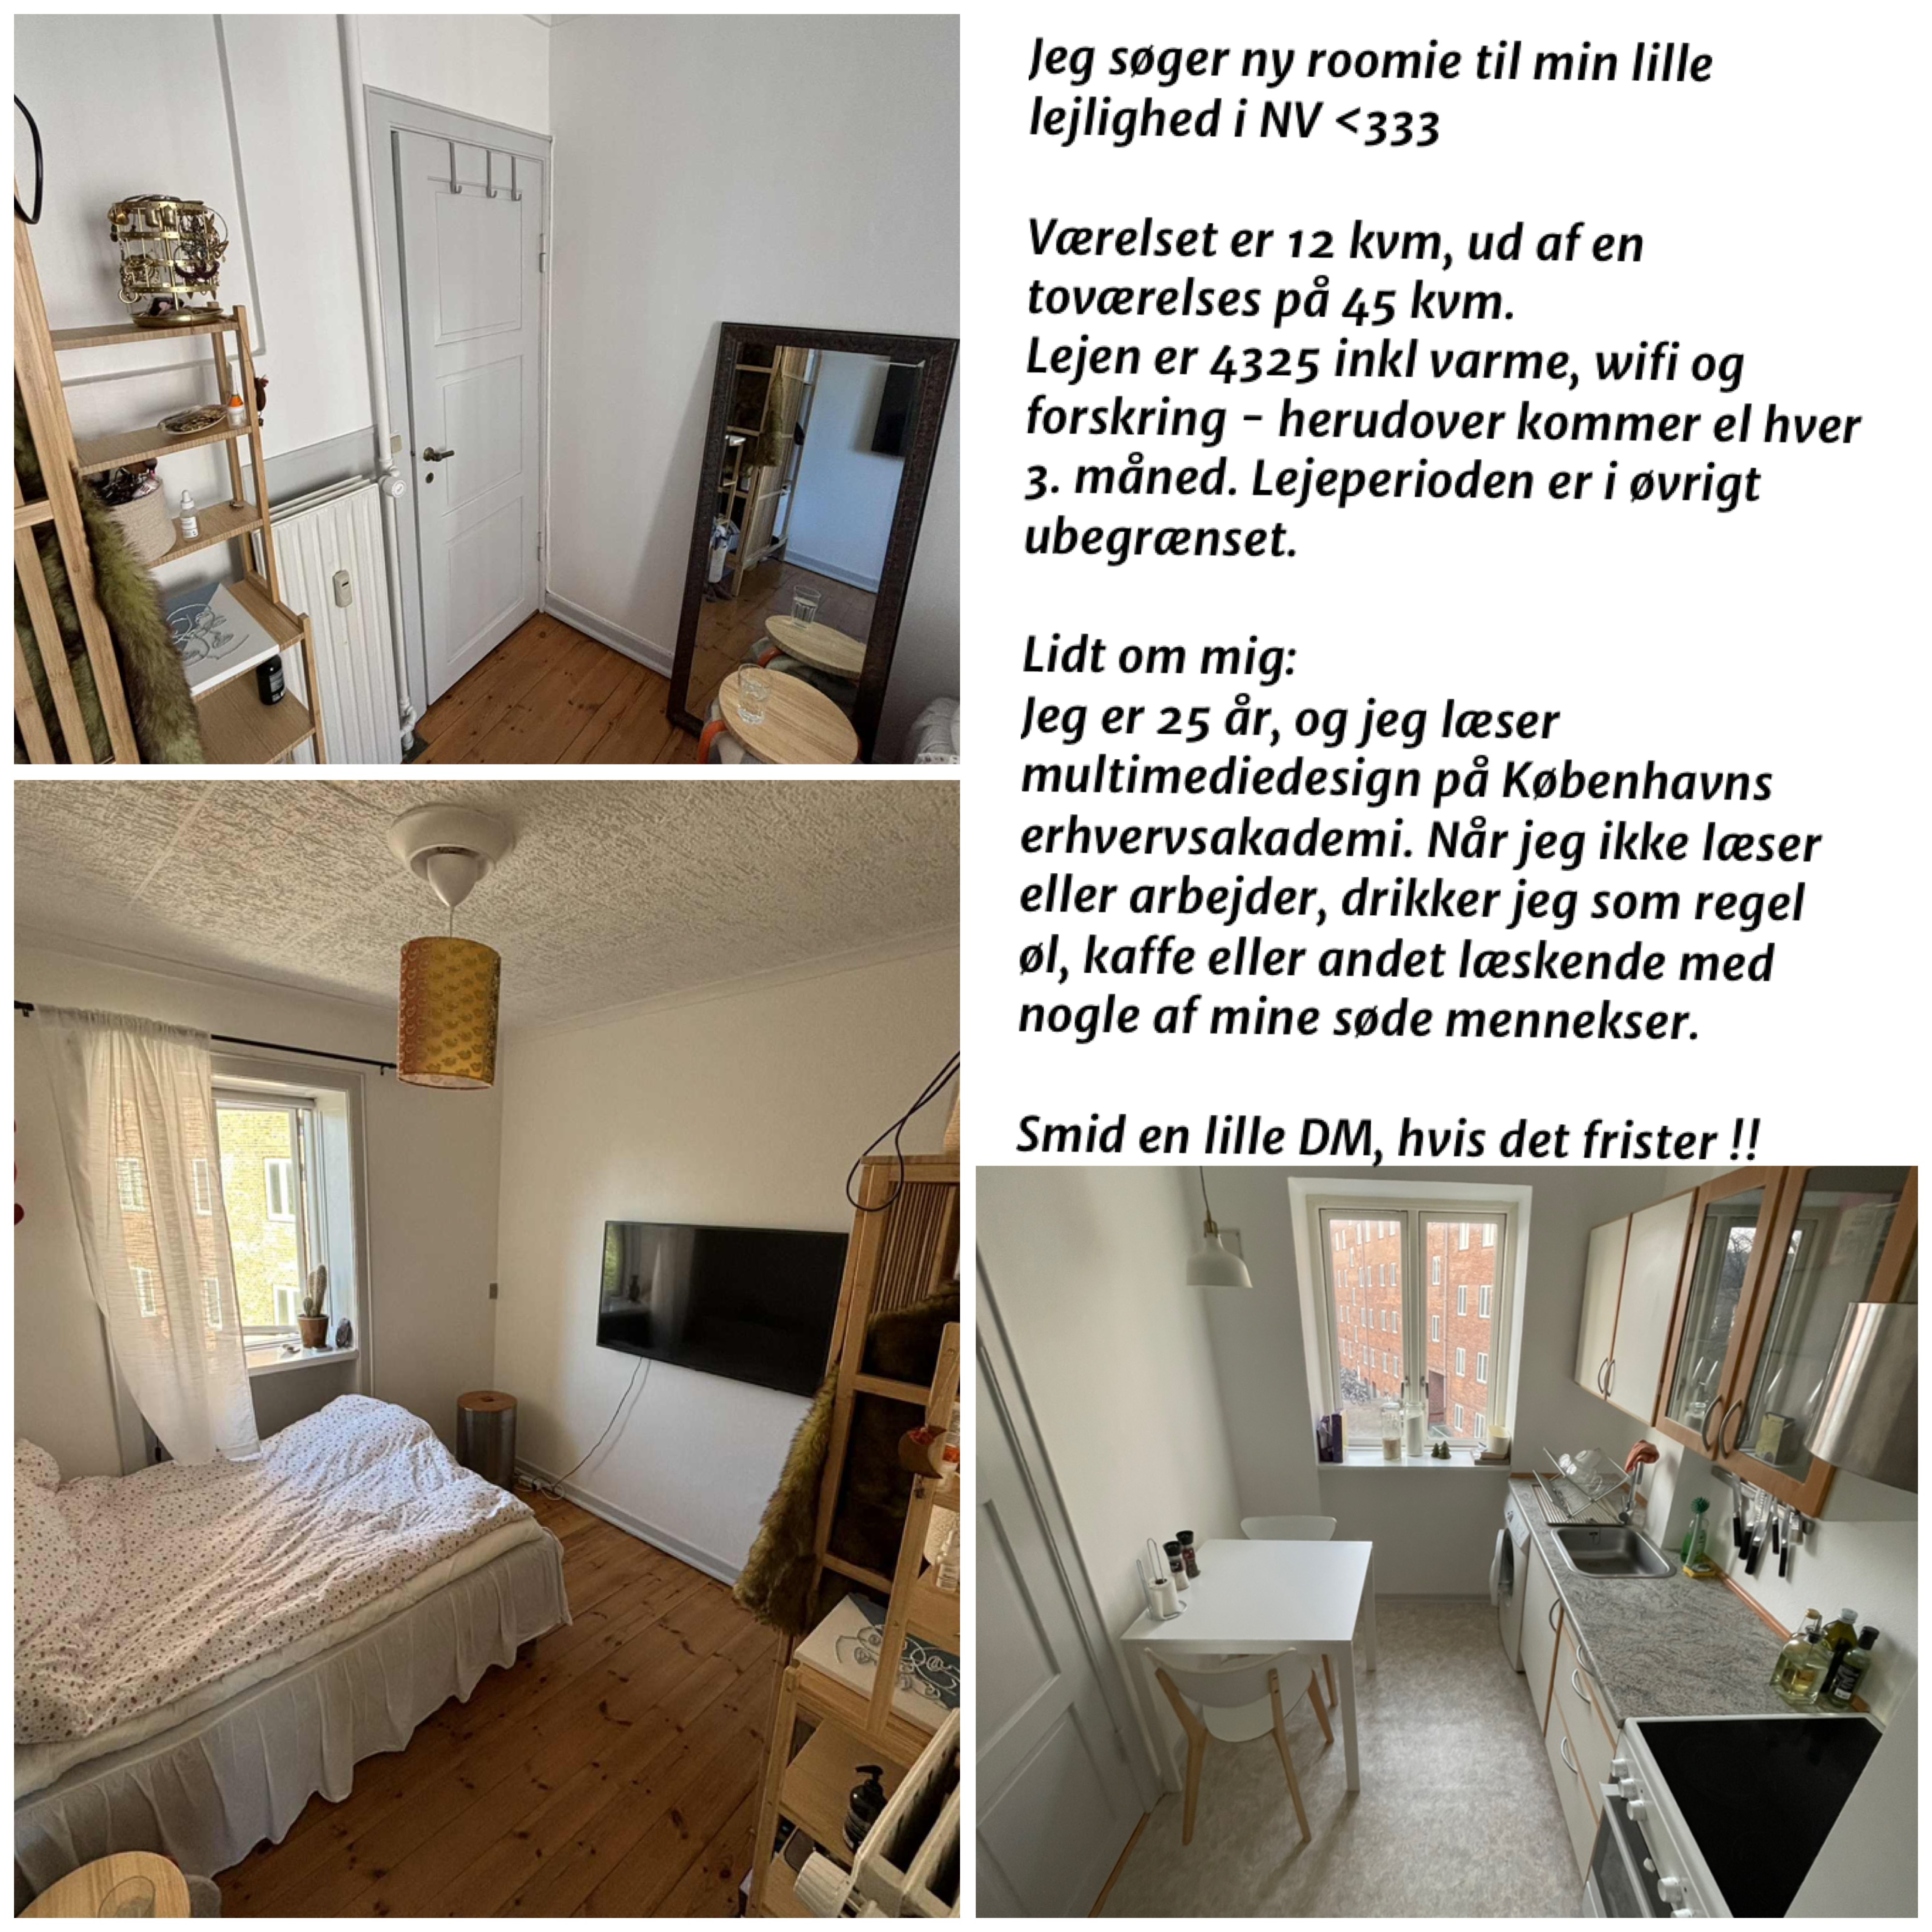 Jeg søger ny roomie til min lille
lejlighed i NV <333
Værelset er 12 kvm, ud af en
toværelses på 45 kvm.
Lejen er 4325 inkl varme, wifi og
forskring - herudover kommer el hver
3. måned. Lejeperioden er i øvrigt
ubegrænset.
Lidt om mig:
Jeg er 25 år, og jeg læser
multimediedesign på Københavns
erhvervsakademi. Når jeg ikke læser
eller arbejder, drikker jeg som regel
øl, kaffe eller andet læskende med
nogle af mine søde mennekser.
Smid en lille DM, hvis det frister !!